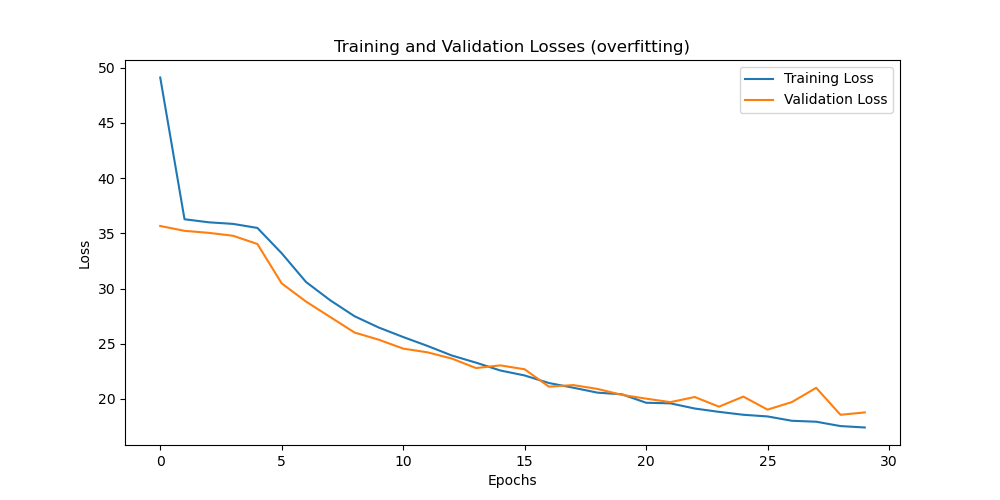 Training and Validation Losses (overfitting)
Training Loss
Validation Loss
50
45
40
35
30
25
20
Loss
0 5 10 15 20 25 30
Epochs